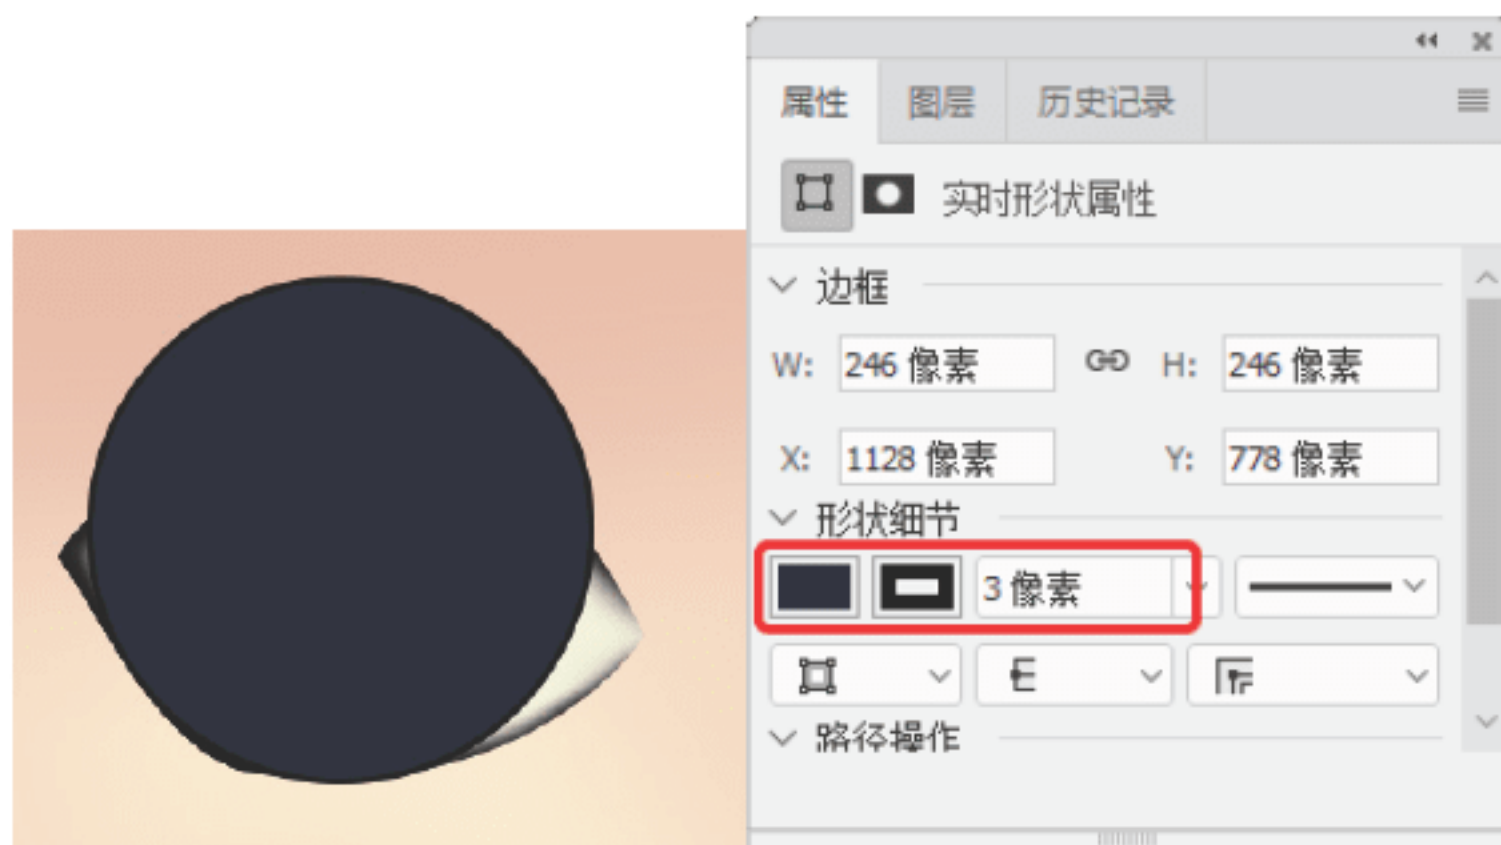 属性 图层 历史记录
实时形状属性
边框
W: 246 像素 H: 246 像素
X: 1128 像素 Y: 778 像素
形状细节
3 像素
路径操作